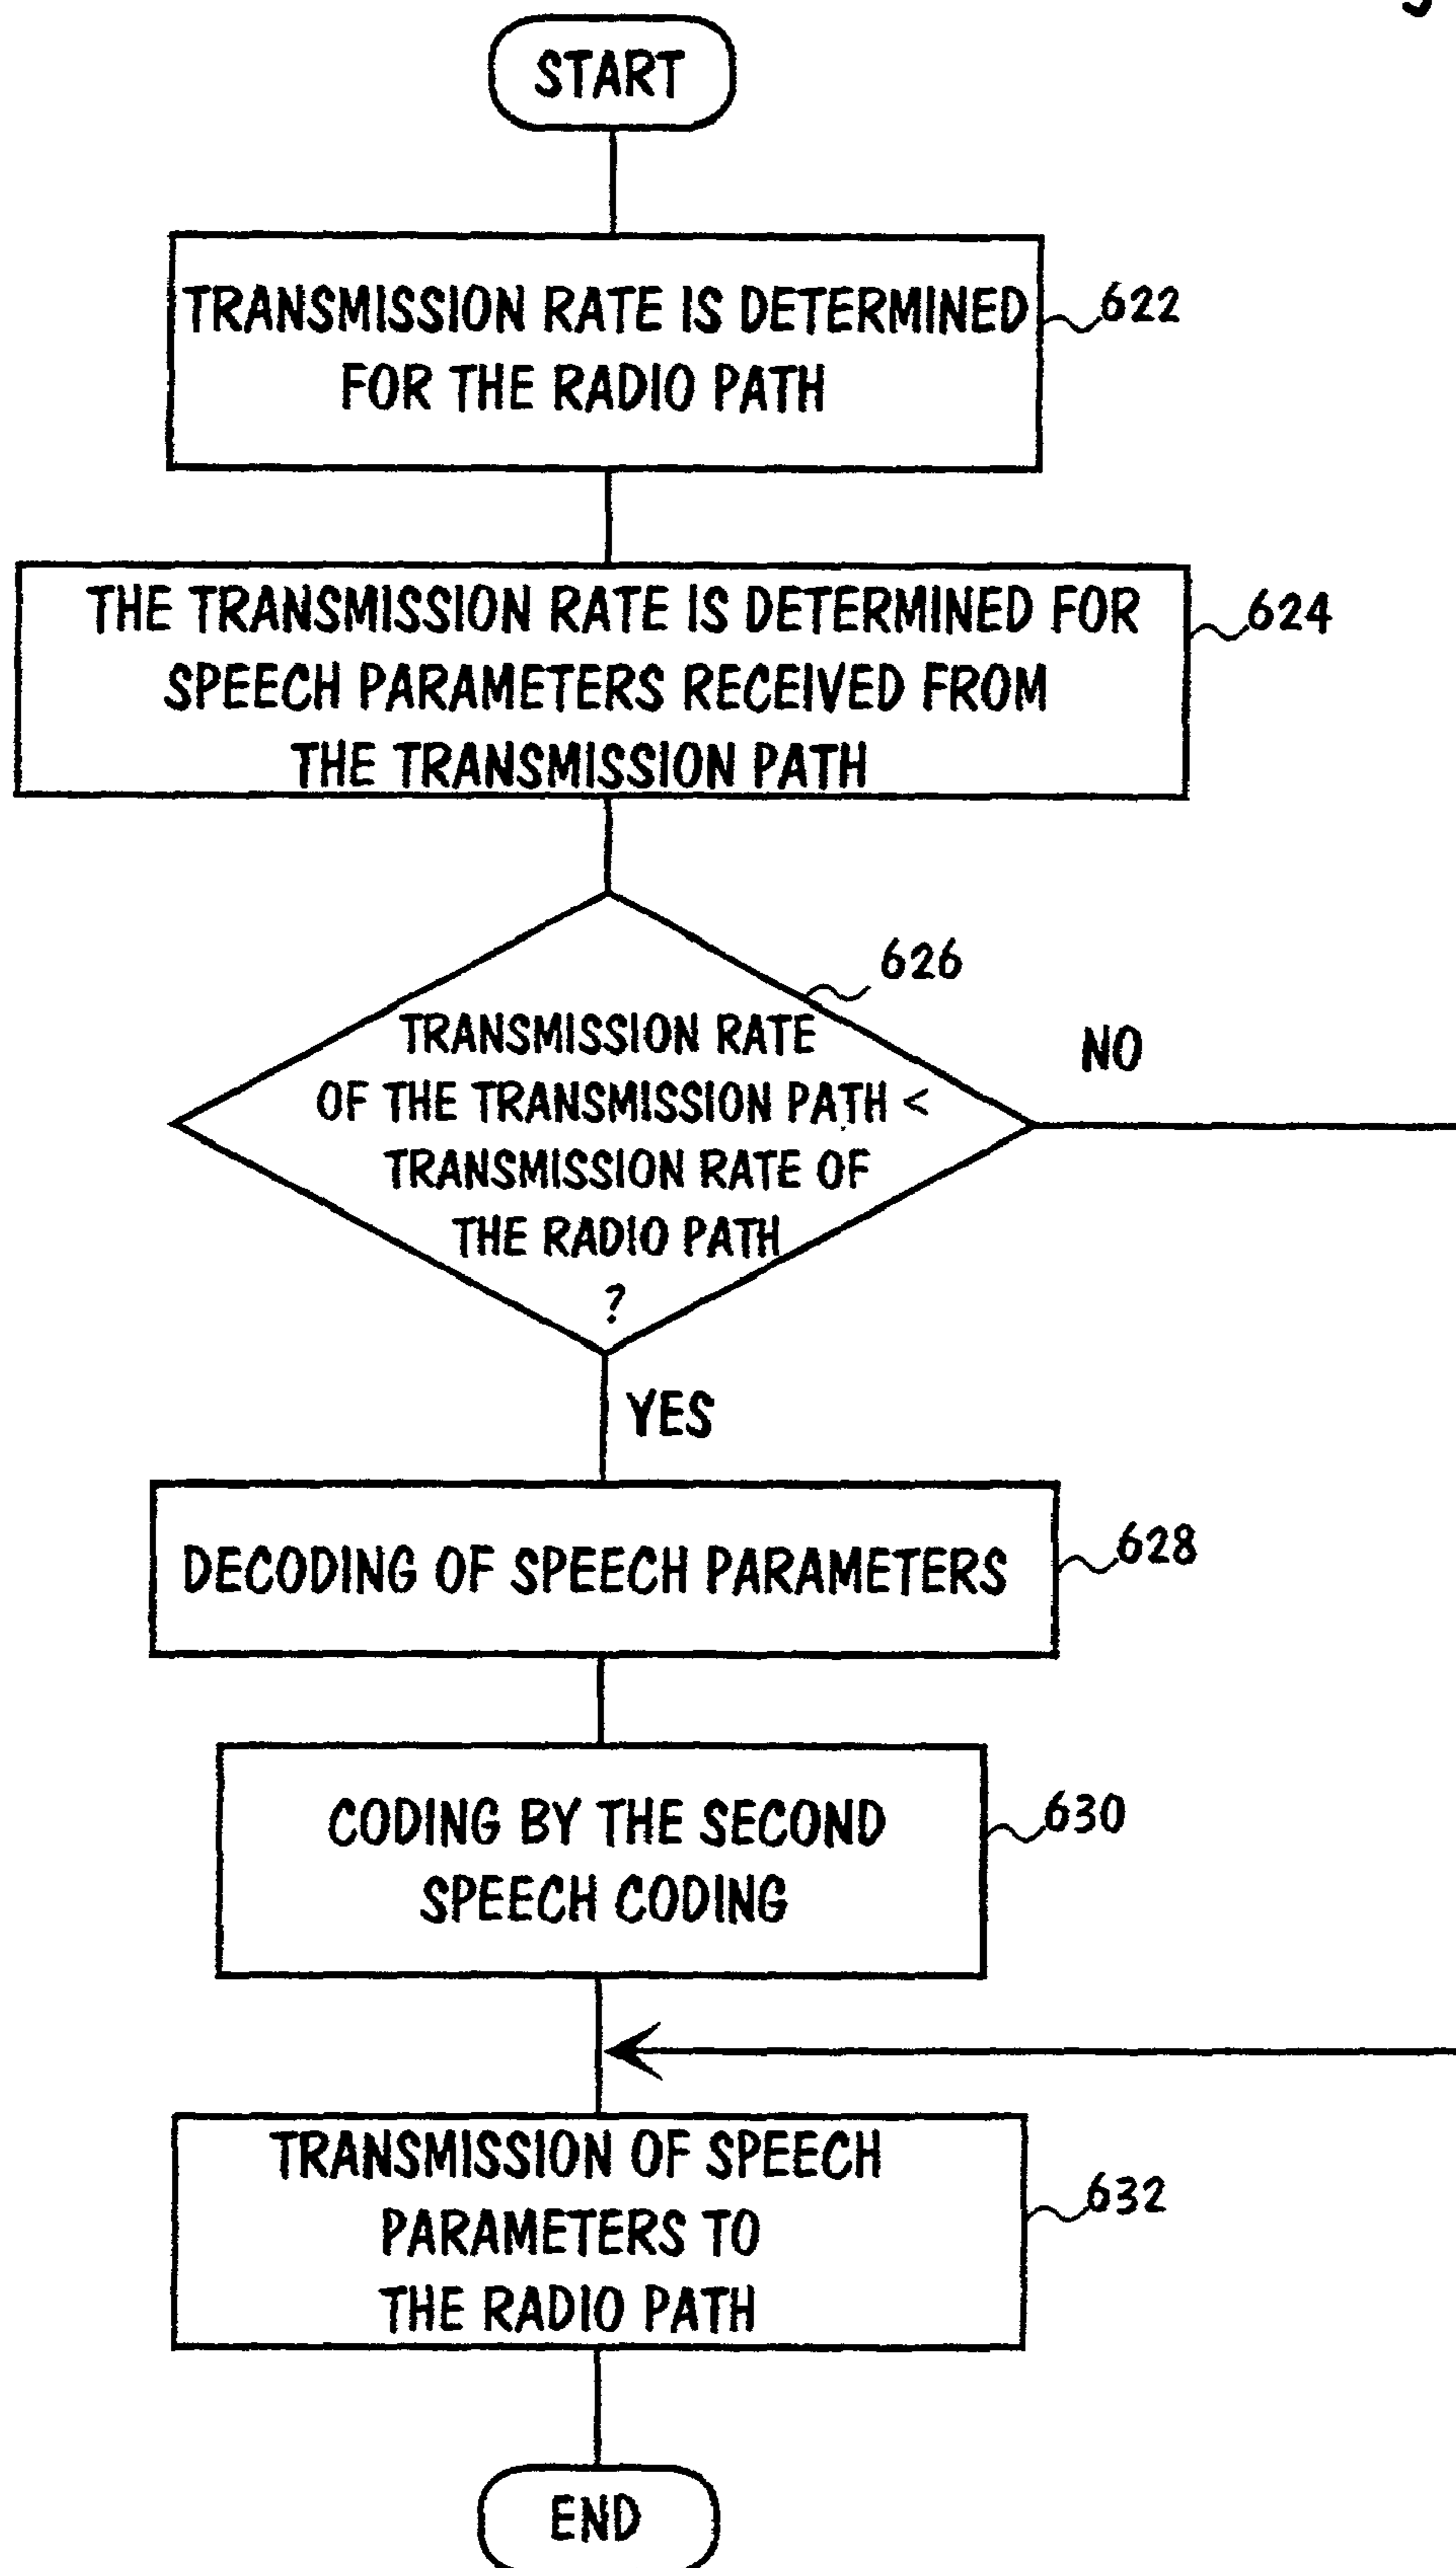 START
TRANSMISSION RATE IS DETERMINED
FOR THE RADIO PATH
622
THE TRANSMISSION RATE IS DETERMINED FOR
SPEECH PARAMETERS RECEIVED FROM
THE TRANSMISSION PATH
624
626
TRANSMISSION RATE
OF THE TRANSMISSION PATH <
TRANSMISSION RATE OF
THE RADIO PATH
?
NO
YES
DECODING OF SPEECH PARAMETERS
628
CODING BY THE SECOND
SPEECH CODING
630
TRANSMISSION OF SPEECH
PARAMETERS TO
THE RADIO PATH
632
END